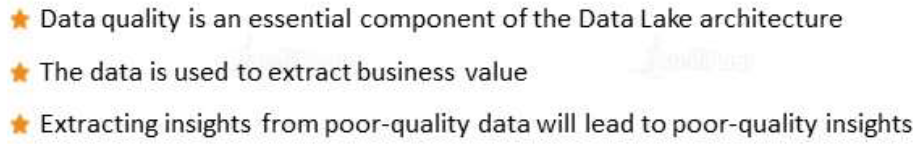 Data quality is an essential component of the Data Lake architecture
The data is used to extract business value
Extracting insights from poor-quality data will lead to poor-quality insights